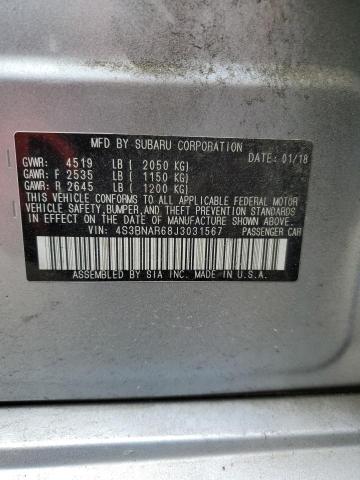 MFD BY SUBARU CORPORATION
GVWR: 4519 LB ( 2050 KG) DATE: 01/18
GAWR: F 2535 LB ( 1150 KG)
GAWR: R 2645 LB ( 1200 KG)
THIS VEHICLE CONFORMS TO ALL APPLICABLE FEDERAL MOTOR
VEHICLE SAFETY, BUMPER, AND THEFT PREVENTION STANDARDS
IN EFFECT ON THE DATE OF MANUFACTURE SHOWN ABOVE.
VIN: 4S3BNAR68J3031567 PASSENGER CAR
ASSEMBLED BY SIA INC. MADE IN U.S.A.